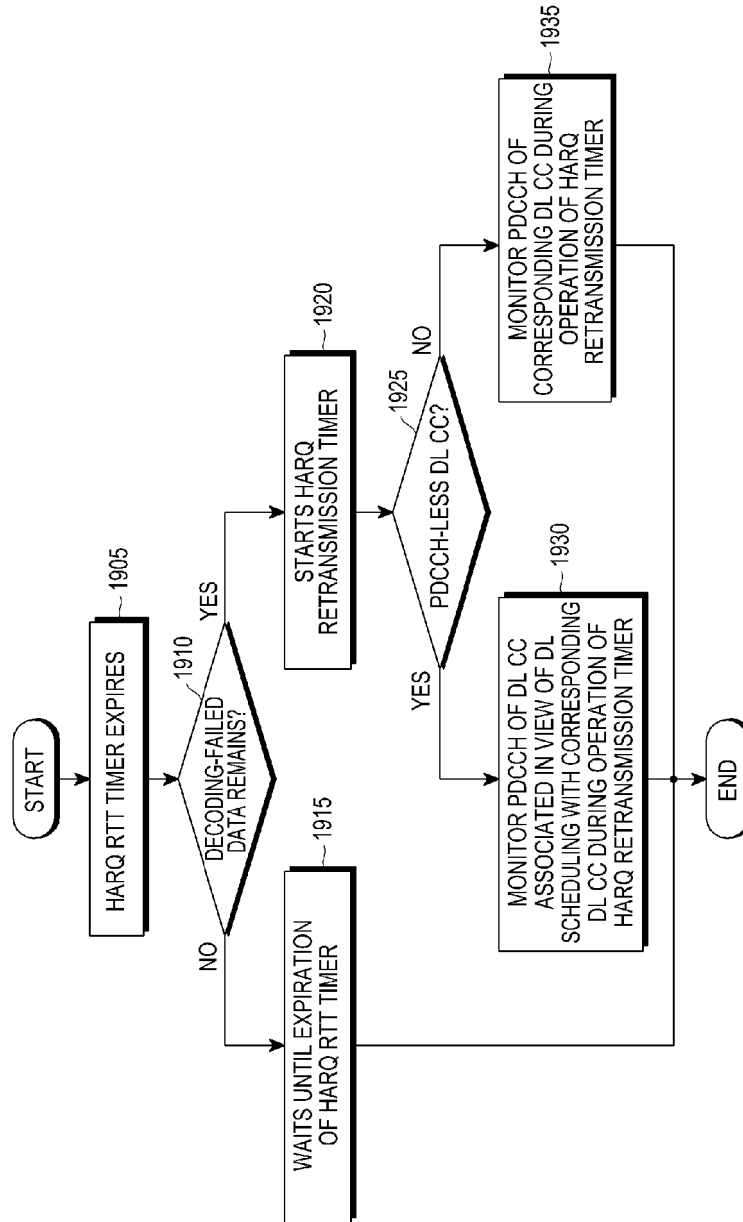 START
1905
HARQ RTT TIMER EXPIRES
1910
DECODING-FAILED
DATA REMAINS?
NO
YES
1915
WAITS UNTIL EXPIRATION
OF HARQ RTT TIMER
1920
STARTS HARQ
RETRANSMISSION TIMER
1925
PDCCH-LESS DL CC?
YES
NO
1930
MONITOR PDCCH OF DL CC
ASSOCIATED IN VIEW OF DL
SCHEDULING WITH CORRESPONDING
DL CC DURING OPERATION OF
HARQ RETRANSMISSION TIMER
1935
MONITOR PDCCH OF
CORRESPONDING DL CC DURING
OPERATION OF HARQ
RETRANSMISSION TIMER
END